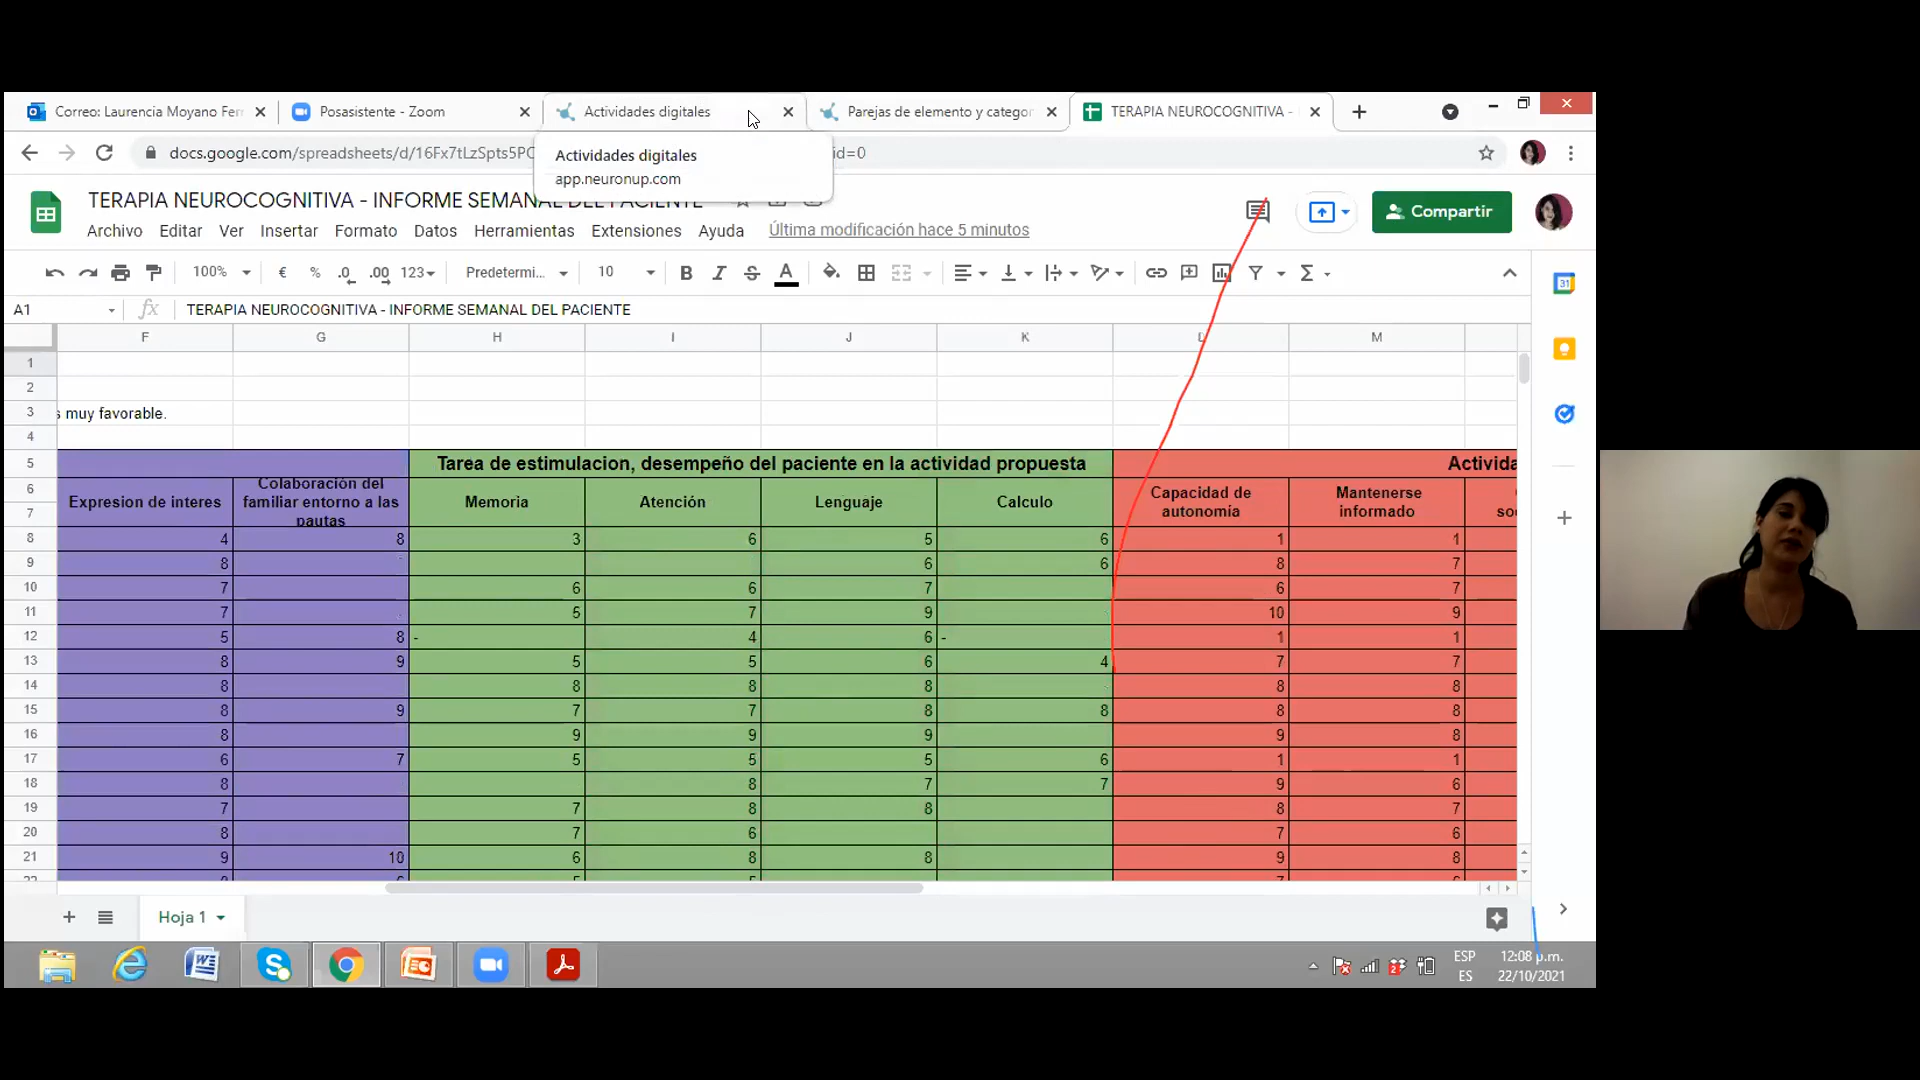 Correo: Laurencia Moyano Ferr
Posasistente - Zoom
Actividades digitales
Parejas de elemento y categor
TERAPIA NEUROCOGNITIVA -
docs.google.com/spreadsheets/d/16Fx7tLzSpts5PC
id=0
Actividades digitales
app.neuronup.com
TERAPIA NEUROCOGNITIVA - INFORME SEMANAL DEL PACIENTE
Archivo Editar Ver Insertar Formato Datos Herramientas Extensiones Ayuda Última modificación hace 5 minutos
Compartir
100% € % .0 .00 123 Predetermi... 10 B I S A Σ
31
A1 fx TERAPIA NEUROCOGNITIVA - INFORME SEMANAL DEL PACIENTE
F G H I J K L M
1
2
3 s muy favorable.
4
5 Tarea de estimulacion, desempeño del paciente en la actividad propuesta Activida
6 Expresion de interes Colaboración del familiar entorno a las pautas Memoria Atención Lenguaje Calculo Capacidad de autonomía Mantenerse informado
7
8 4 8 3 6 5 6 1 1
9 8 6 6 8 7
10 7 6 6 7 6 7
11 7 5 7 9 10 9
12 5 8 - 4 6 - 1 1
13 8 9 5 5 6 4 7 7
14 8 8 8 8 8 8
15 8 9 7 7 8 8 8 8
16 8 9 9 9 9 8
17 6 7 5 5 5 6 1 1
18 8 8 7 7 9 6
19 7 7 8 8 8 7
20 8 7 6 7 6
21 9 10 6 8 8 9 8
Hoja 1
ESP
ES
12:08 p.m.
22/10/2021